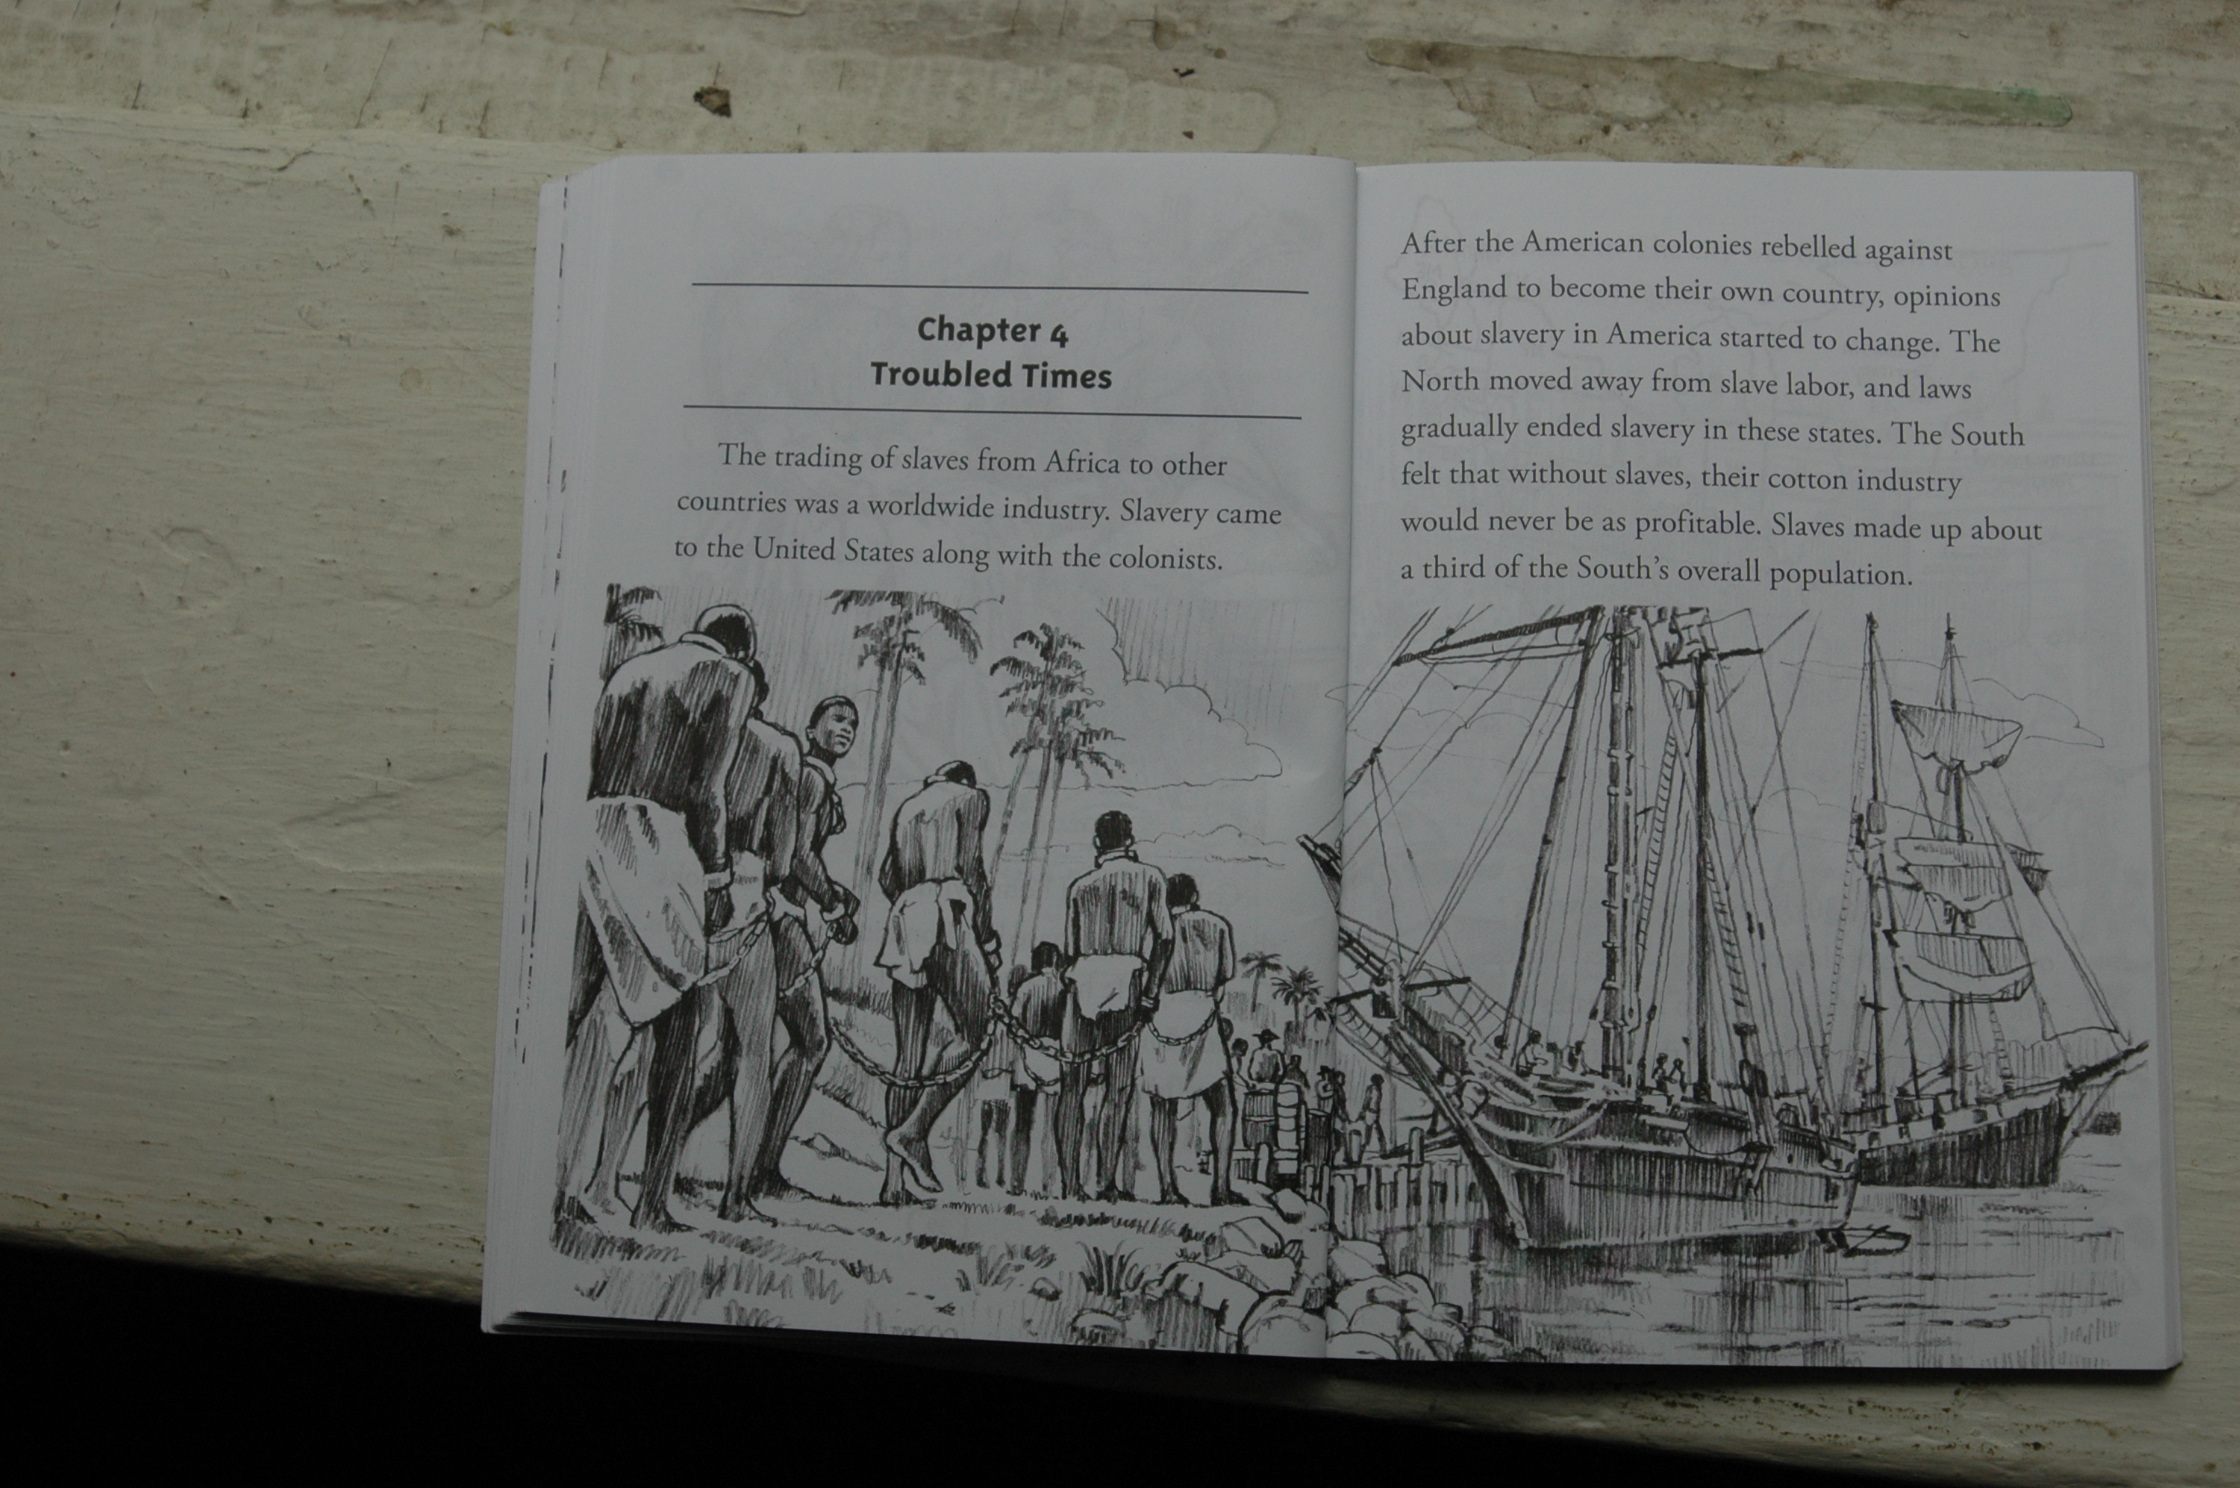 Chapter 4
Troubled Times
The trading of slaves from Africa to other
countries was a worldwide industry. Slavery came
to the United States along with the colonists.
After the American colonies rebelled against
England to become their own country, opinions
about slavery in America started to change. The
North moved away from slave labor, and laws
gradually ended slavery in these states. The South
felt that without slaves, their cotton industry
would never be as profitable. Slaves made up about
a third of the South's overall population.